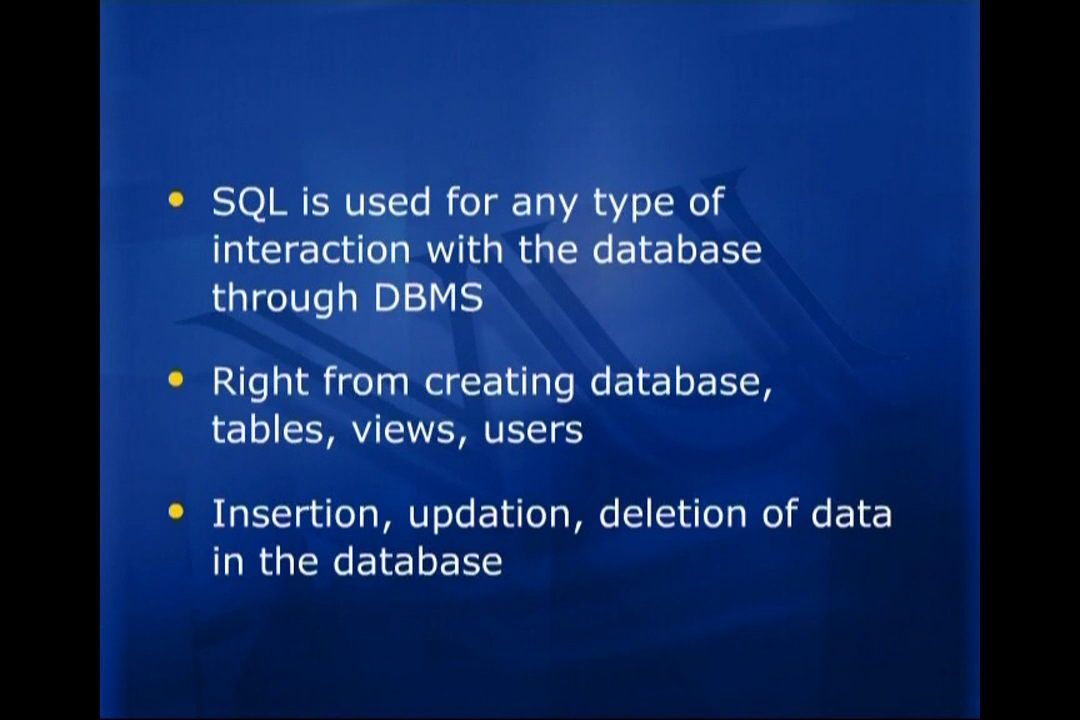 • SQL is used for any type of
interaction with the database
through DBMS
• Right from creating database,
tables, views, users
• Insertion, updation, deletion of data
in the database
VU